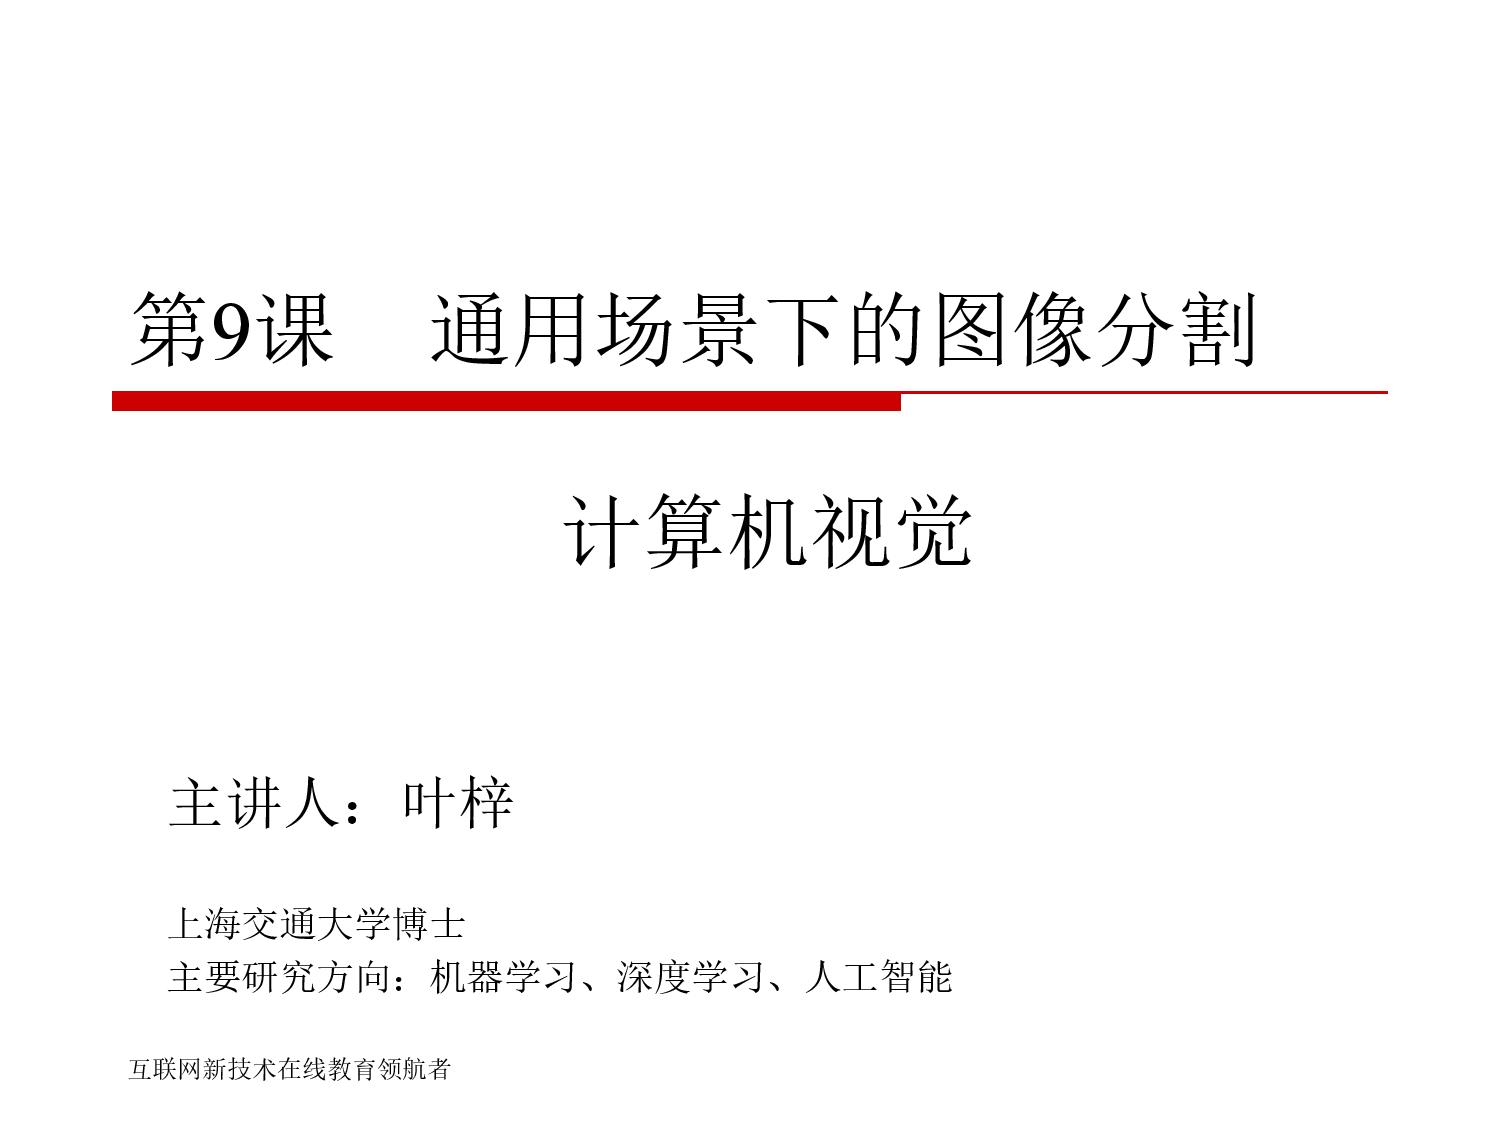 第9课 通用场景下的图像分割
计算机视觉
主讲人：叶梓
上海交通大学博士
主要研究方向：机器学习、深度学习、人工智能
互联网新技术在线教育领航者